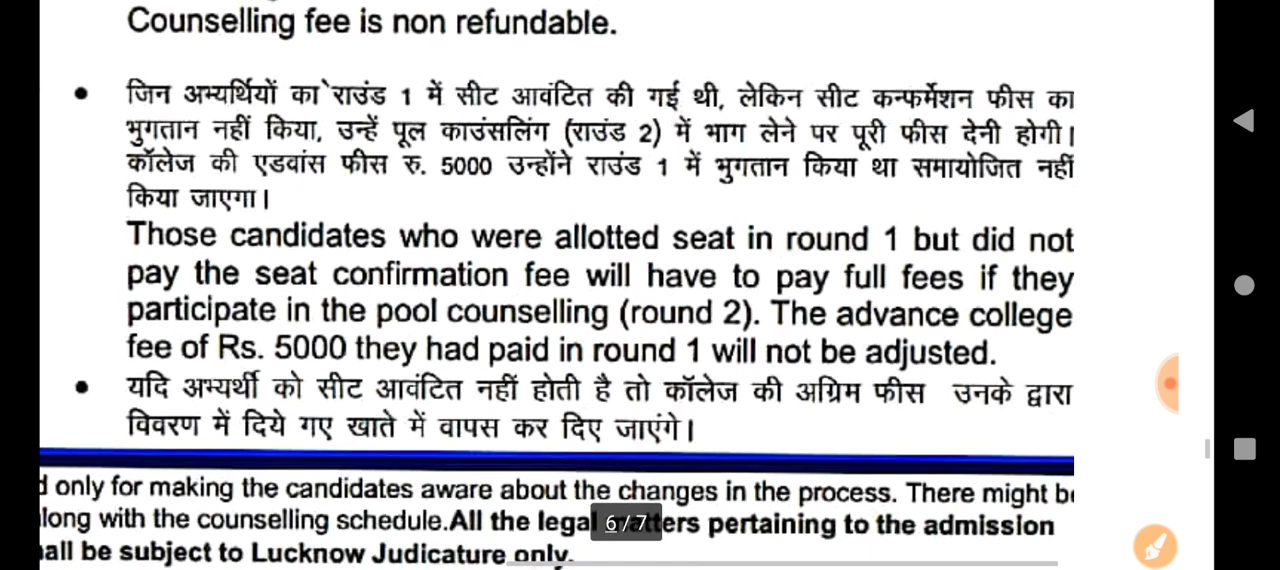 Counselling fee is non refundable.
• जिन अभ्यर्थियों काे राउंड 1 में सीट आवंटित की गई थी, लेकिन सीट कन्फर्मेशन फीस का
भुगतान नहीं किया, उन्हें पूल काउंसलिंग (राउंड 2) में भाग लेने पर पूरी फीस देनी होगी।
कॉलेज की एडवांस फीस रु. 5000 उन्होंने राउंड 1 में भुगतान किया था समायोजित नहीं
किया जाएगा।
Those candidates who were allotted seat in round 1 but did not
pay the seat confirmation fee will have to pay full fees if they
participate in the pool counselling (round 2). The advance college
fee of Rs. 5000 they had paid in round 1 will not be adjusted.
• यदि अभ्यर्थी को सीट आवंटित नहीं होती है तो कॉलेज की अग्रिम फीस उनके द्वारा
विवरण में दिये गए खाते में वापस कर दिए जाएंगे।
only for making the candidates aware about the changes in the process. There might
long with the counselling schedule. All the legal matters pertaining to the admission
all be subject to Lucknow Judicature only.
6 / 7